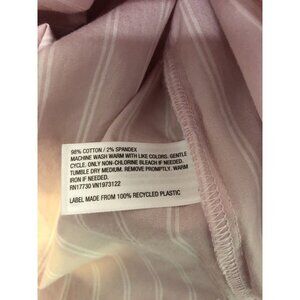 98% COTTON / 2% SPANDEX
MACHINE WASH WARM WITH LIKE COLORS. GENTLE
CYCLE. ONLY NON-CHLORINE BLEACH IF NEEDED.
TUMBLE DRY MEDIUM. REMOVE PROMPTLY. WARM
IRON IF NEEDED.
RN17730 VN1973122
LABEL MADE FROM 100% RECYCLED PLASTIC